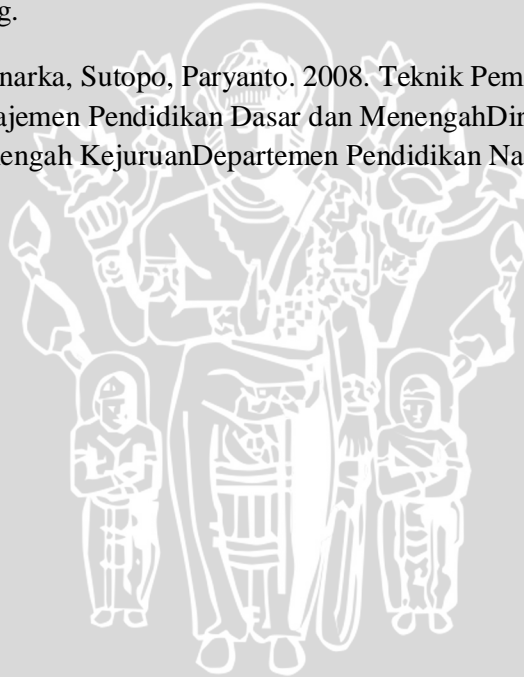 g.
narka, Sutopo, Paryanto. 2008. Teknik Pem
ajemen Pendidikan Dasar dan MenengahDir
engah KejuruanDepartemen Pendidikan Na